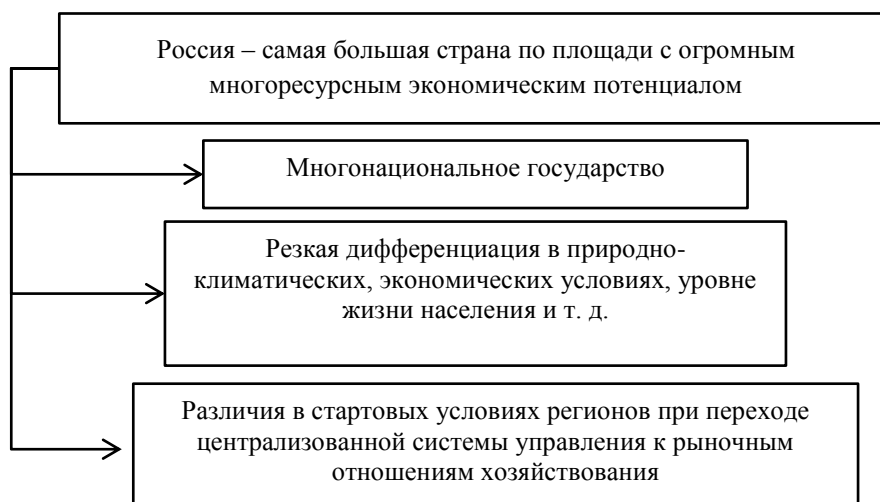 Россия – самая большая страна по площади с огромным
многоресурсным экономическим потенциалом
Многонациональное государство
Резкая дифференциация в природно-
климатических, экономических условиях, уровне
жизни населения и т. д.
Различия в стартовых условиях регионов при переходе
централизованной системы управления к рыночным
отношениям хозяйствования